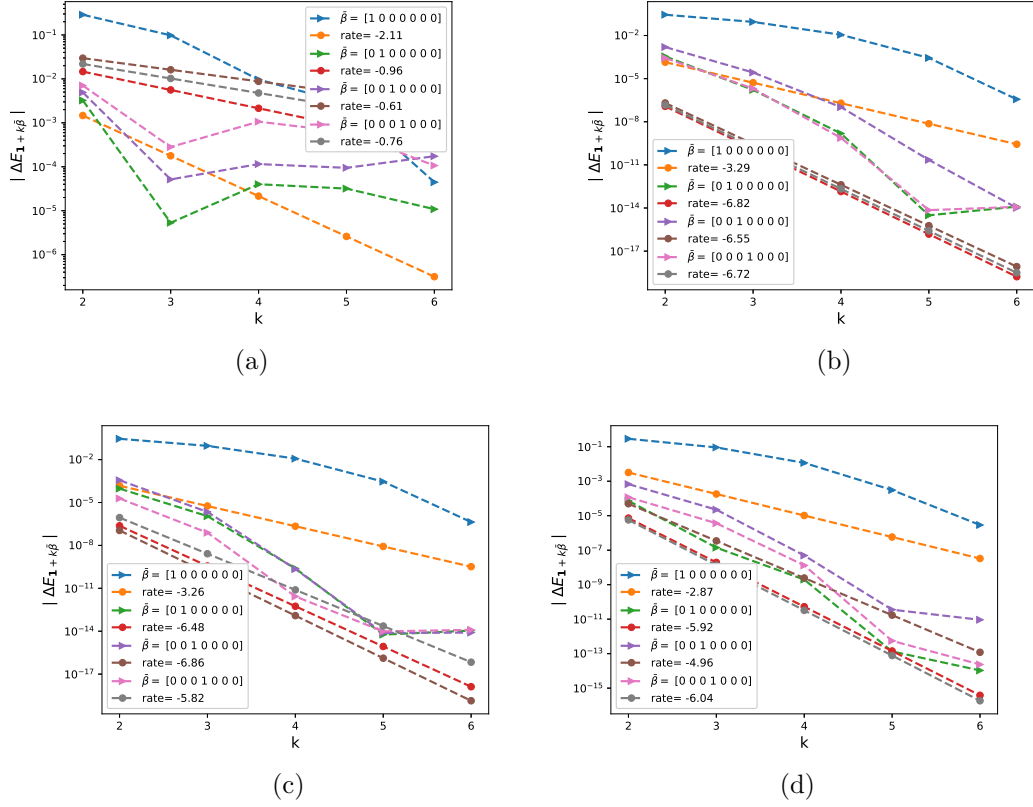 10⁻¹
10⁻²
10⁻³
10⁻⁴
10⁻⁵
10⁻⁶
| ΔE₁₊ₖβ̄ |
β̄ = [1 0 0 0 0 0 0]
rate= -2.11
β̄ = [0 1 0 0 0 0 0]
rate= -0.96
β̄ = [0 0 1 0 0 0 0]
rate= -0.61
β̄ = [0 0 0 1 0 0 0]
rate= -0.76
2 3 4 5 6
k
(a)
10⁻²
10⁻⁵
10⁻⁸
10⁻¹¹
10⁻¹⁴
10⁻¹⁷
| ΔE₁₊ₖβ̄ |
β̄ = [1 0 0 0 0 0 0]
rate= -3.29
β̄ = [0 1 0 0 0 0 0]
rate= -6.82
β̄ = [0 0 1 0 0 0 0]
rate= -6.55
β̄ = [0 0 0 1 0 0 0]
rate= -6.72
2 3 4 5 6
k
(b)
10⁻²
10⁻⁵
10⁻⁸
10⁻¹¹
10⁻¹⁴
10⁻¹⁷
| ΔE₁₊ₖβ̄ |
β̄ = [1 0 0 0 0 0 0]
rate= -3.26
β̄ = [0 1 0 0 0 0 0]
rate= -6.48
β̄ = [0 0 1 0 0 0 0]
rate= -6.86
β̄ = [0 0 0 1 0 0 0]
rate= -5.82
2 3 4 5 6
k
(c)
10⁻¹
10⁻³
10⁻⁵
10⁻⁷
10⁻⁹
10⁻¹¹
10⁻¹³
10⁻¹⁵
| ΔE₁₊ₖβ̄ |
β̄ = [1 0 0 0 0 0 0]
rate= -2.87
β̄ = [0 1 0 0 0 0 0]
rate= -5.92
β̄ = [0 0 1 0 0 0 0]
rate= -4.96
β̄ = [0 0 0 1 0 0 0]
rate= -6.04
2 3 4 5 6
k
(d)